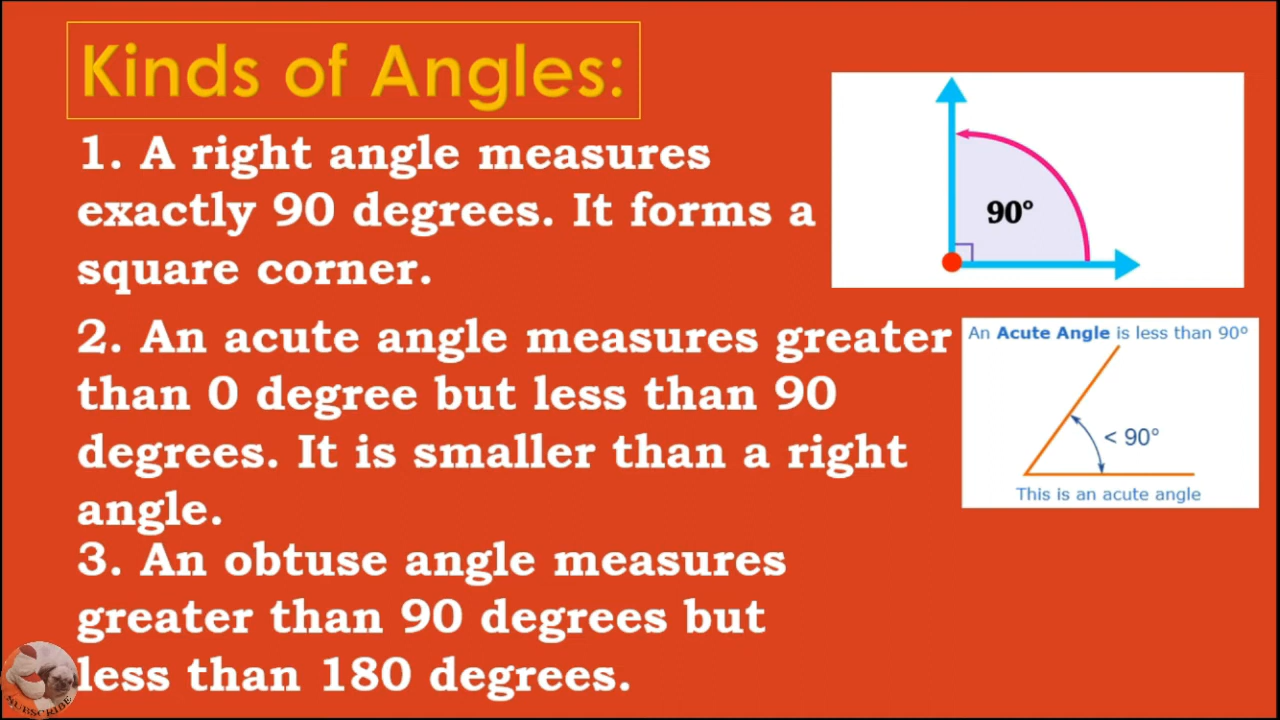 Kinds of Angles:
1. A right angle measures
exactly 90 degrees. It forms a
square corner.
90°
2. An acute angle measures greater
than 0 degree but less than 90
degrees. It is smaller than a right
angle.
An Acute Angle is less than 90°
< 90°
This is an acute angle
3. An obtuse angle measures
greater than 90 degrees but
less than 180 degrees.
SUBSCRIBE